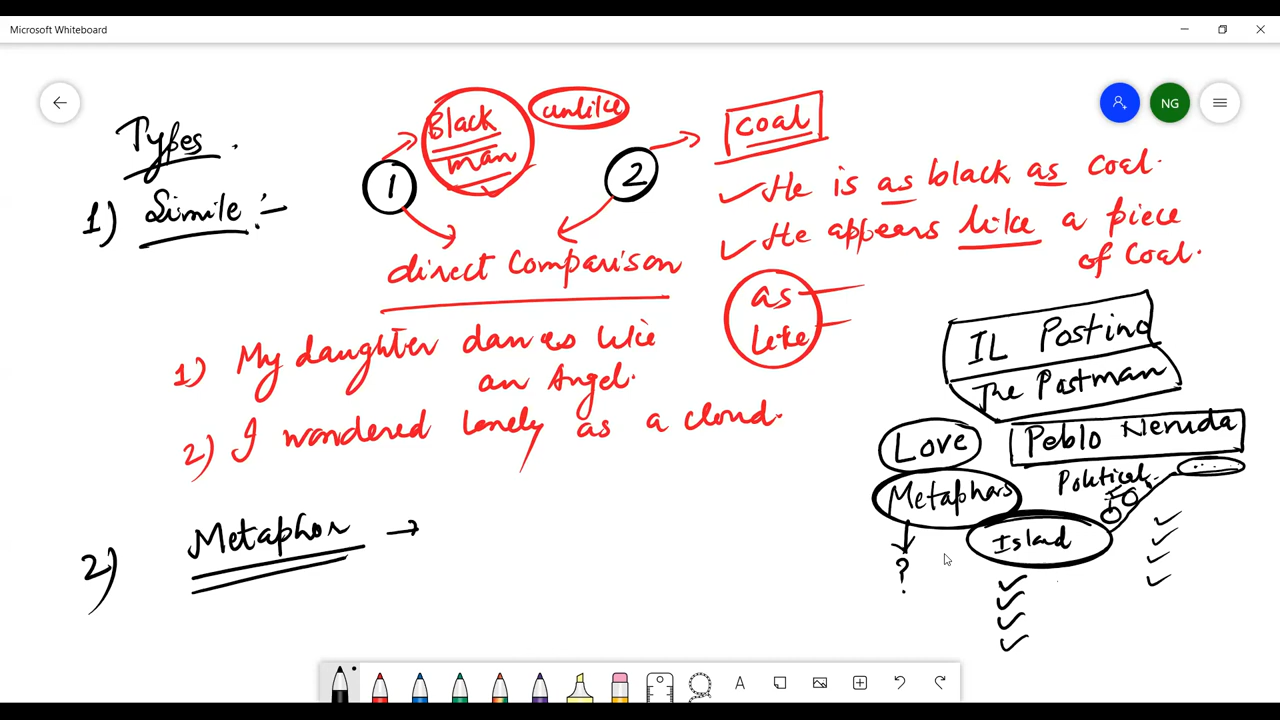 Microsoft Whiteboard
NG
Types.
1) Simile :-
Black
man
unlike
1
2
coal
He is as black as coal.
He appears like a piece
of coal.
direct comparison
as
like
1) My daughter dances like
an Angel.
2) I wandered lonely as a cloud.
IL Postino
The Postman
Peblo Neruda
Love
Political
Metaphors
Island
?
2) Metaphor →
A